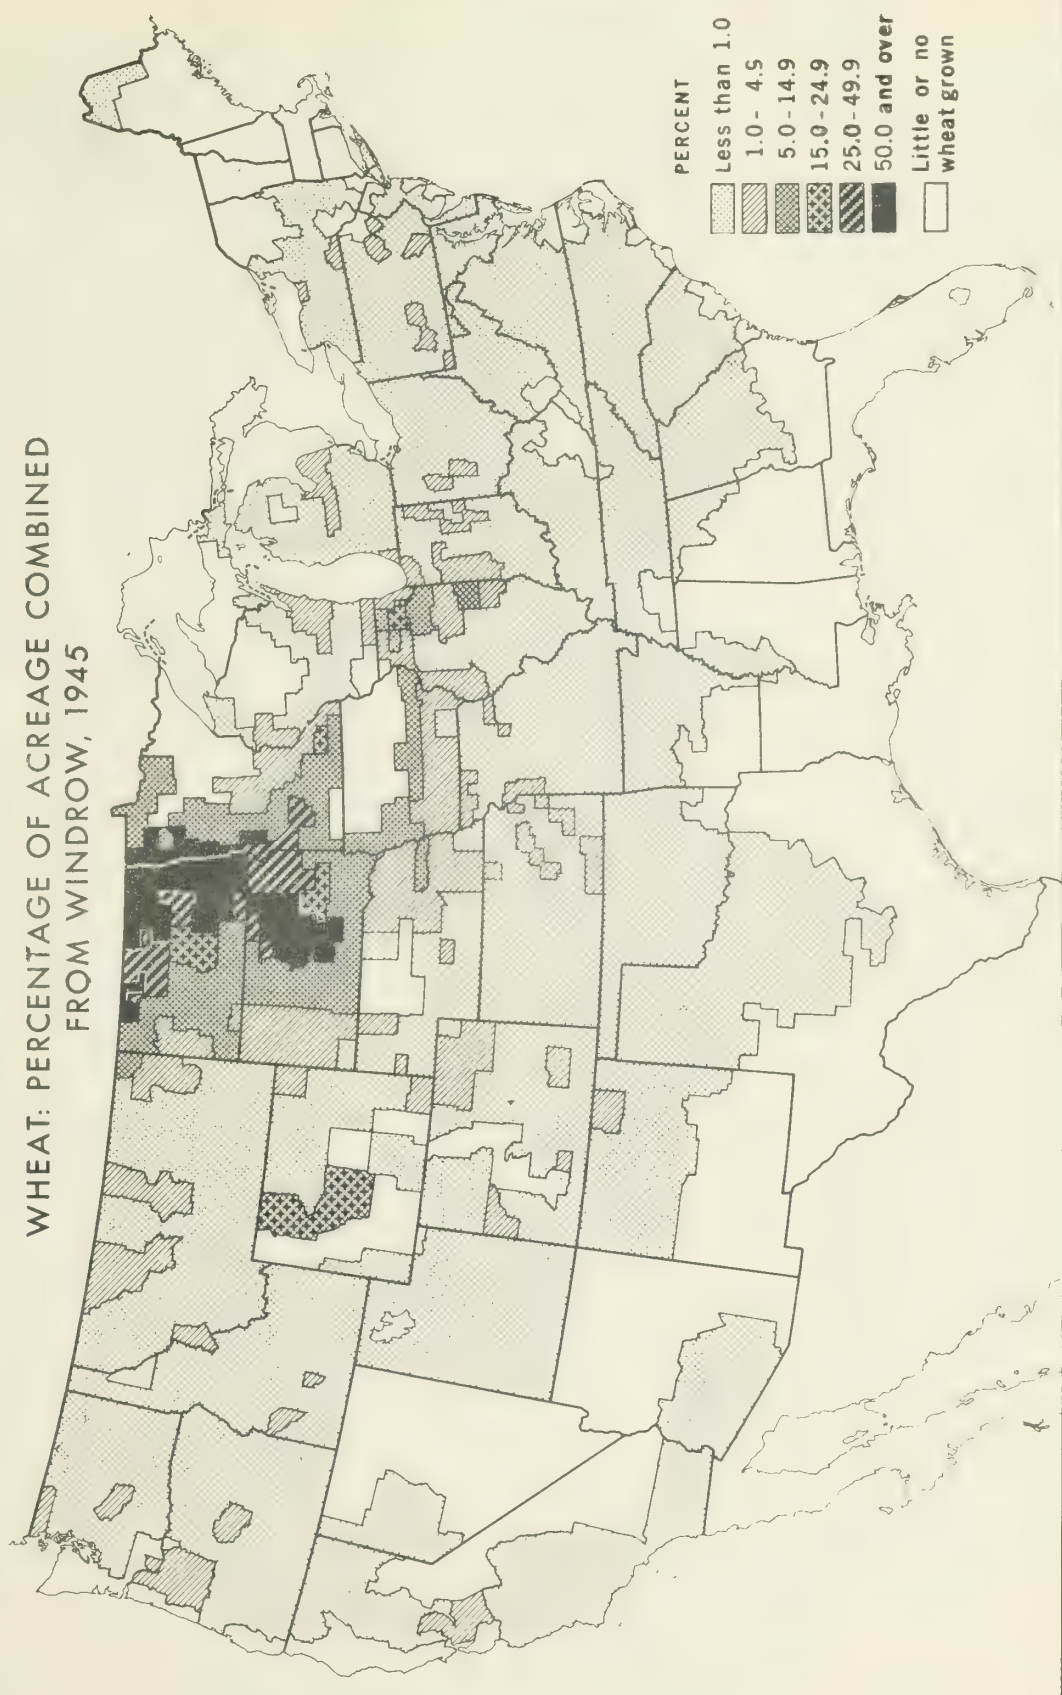 WHEAT: PERCENTAGE OF ACREAGE COMBINED
FROM WINDROW, 1945
PERCENT
Less than 1.0
1.0 - 4.9
5.0-14.9
15.0-24.9
25.0-49.9
50.0 and over
Little or no
wheat grown